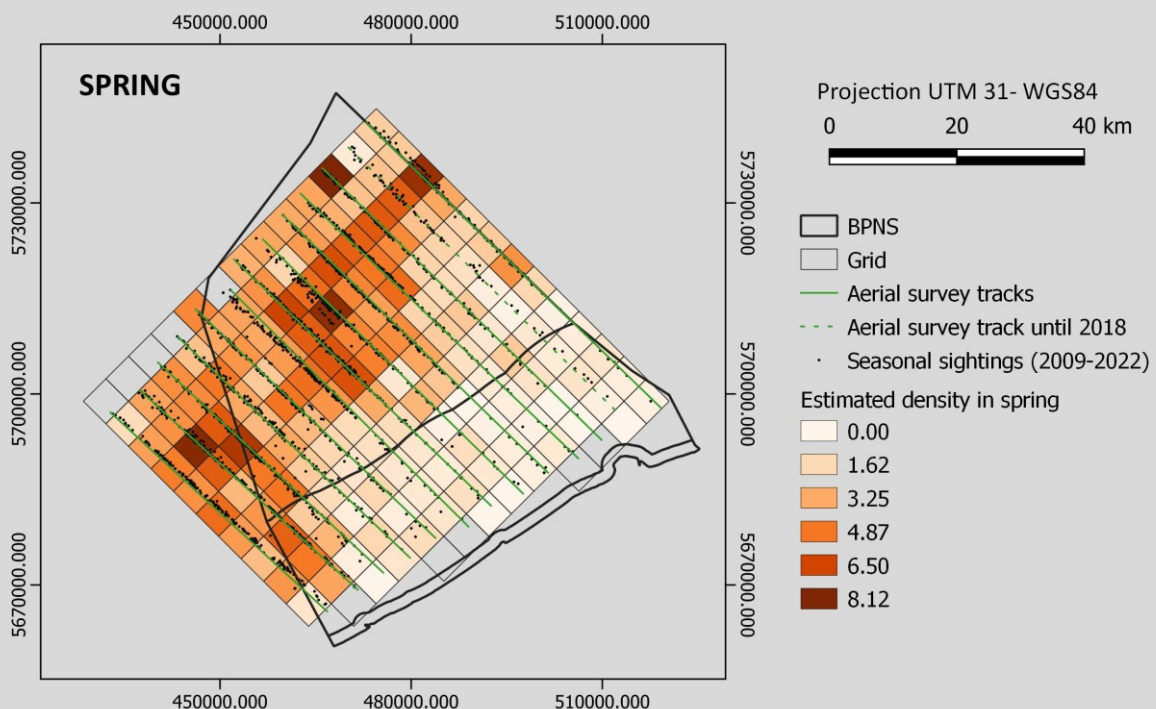 450000.000 480000.000 510000.000
SPRING
5730000.000
5700000.000
5670000.000
5730000.000
5700000.000
5670000.000
450000.000 480000.000 510000.000
Projection UTM 31- WGS84
0 20 40 km
BPNS
Grid
Aerial survey tracks
Aerial survey track until 2018
Seasonal sightings (2009-2022)
Estimated density in spring
0.00
1.62
3.25
4.87
6.50
8.12